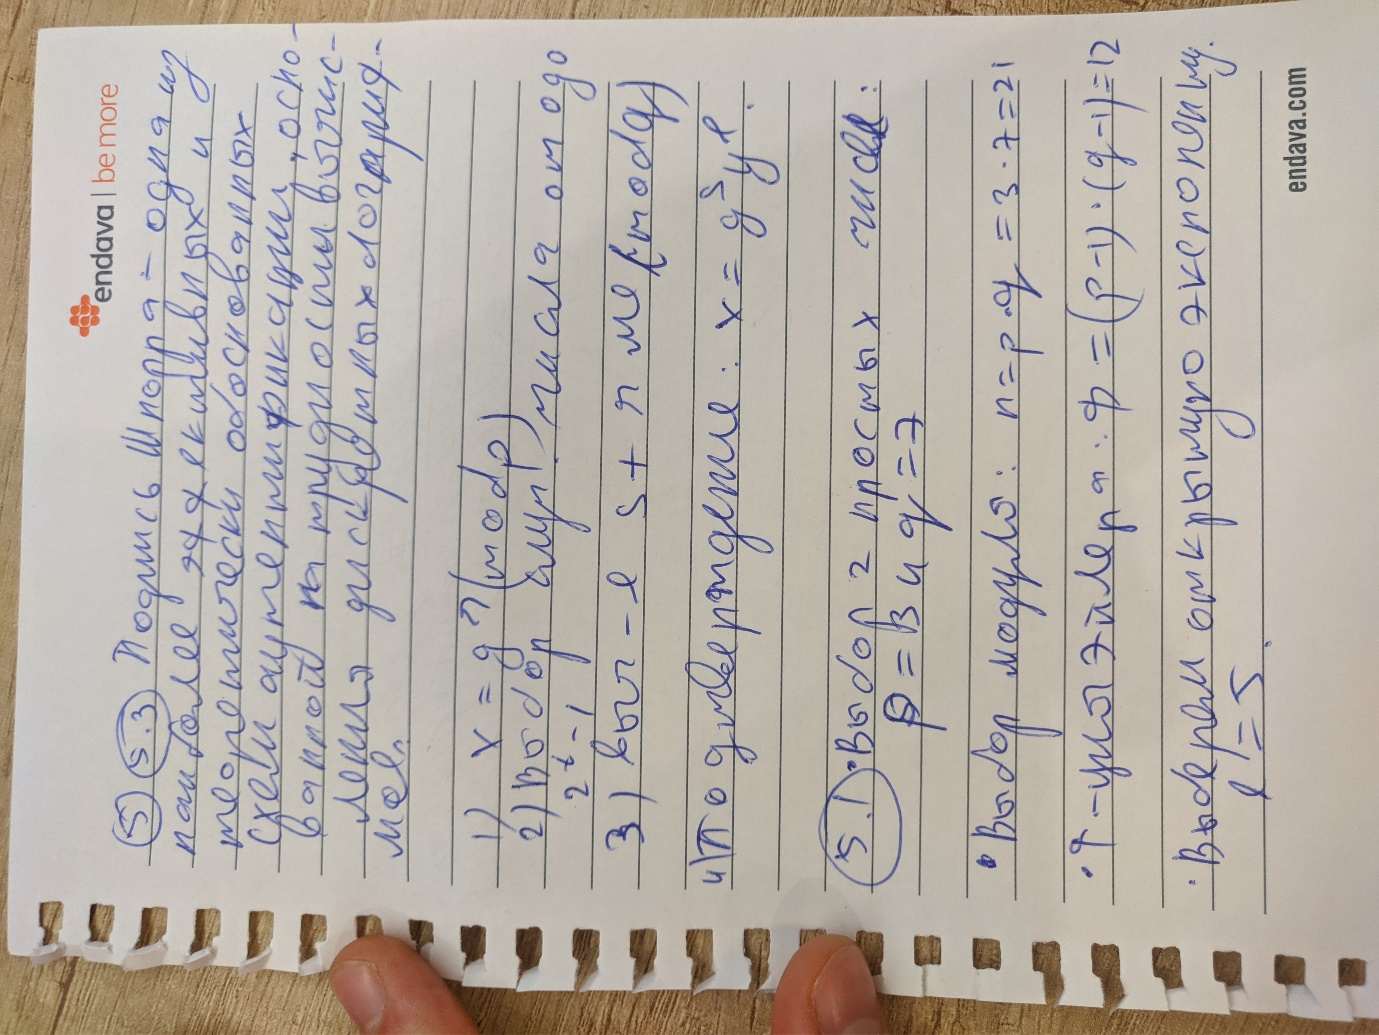 endava | be more
5 5.3 Подпись Шнорра – одна из
наиболее эффективных и
теоретически обоснованных
схем аутентификации, осно-
ванной на трудности вычис-
ления дискретных логариф-
мов.
1) x = g^r (mod p)
2) Выбор случ. числа от 0 до
2^t - 1
3) выч-е s + r (mod q)
4) Подтверждение: x = g^s y^e.
5.1 • Выбор 2 простых чисел:
p = 3 и q = 7
• Выбор модулю: n = p·q = 3·7 = 21
• φ-цию Эйлера: φ = (p-1)·(q-1) = 12
• Выберем открытую экспоненту.
e = 5.
endava.com